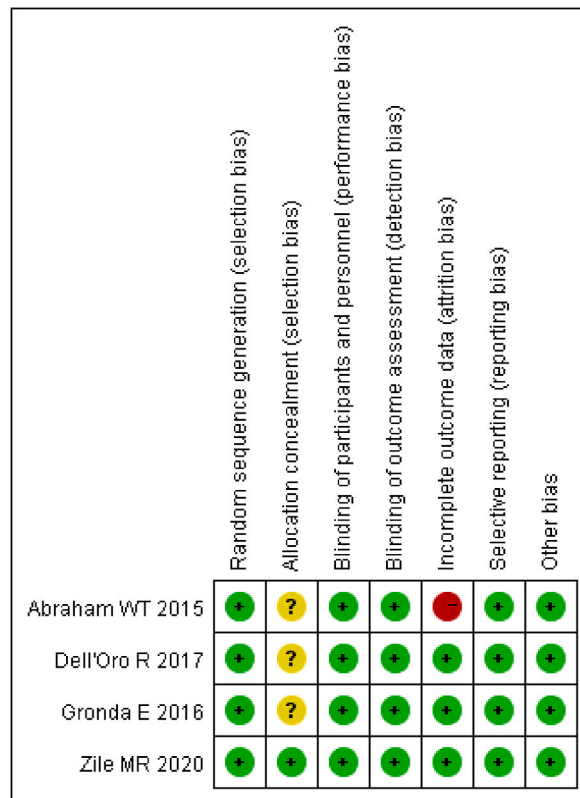 Random sequence generation (selection bias)
Allocation concealment (selection bias)
Blinding of participants and personnel (performance bias)
Blinding of outcome assessment (detection bias)
Incomplete outcome data (attrition bias)
Selective reporting (reporting bias)
Other bias
Abraham WT 2015 + ? + + - + +
Dell'Oro R 2017 + ? + + + + +
Gronda E 2016 + ? + + + + +
Zile MR 2020 + + + + + + +